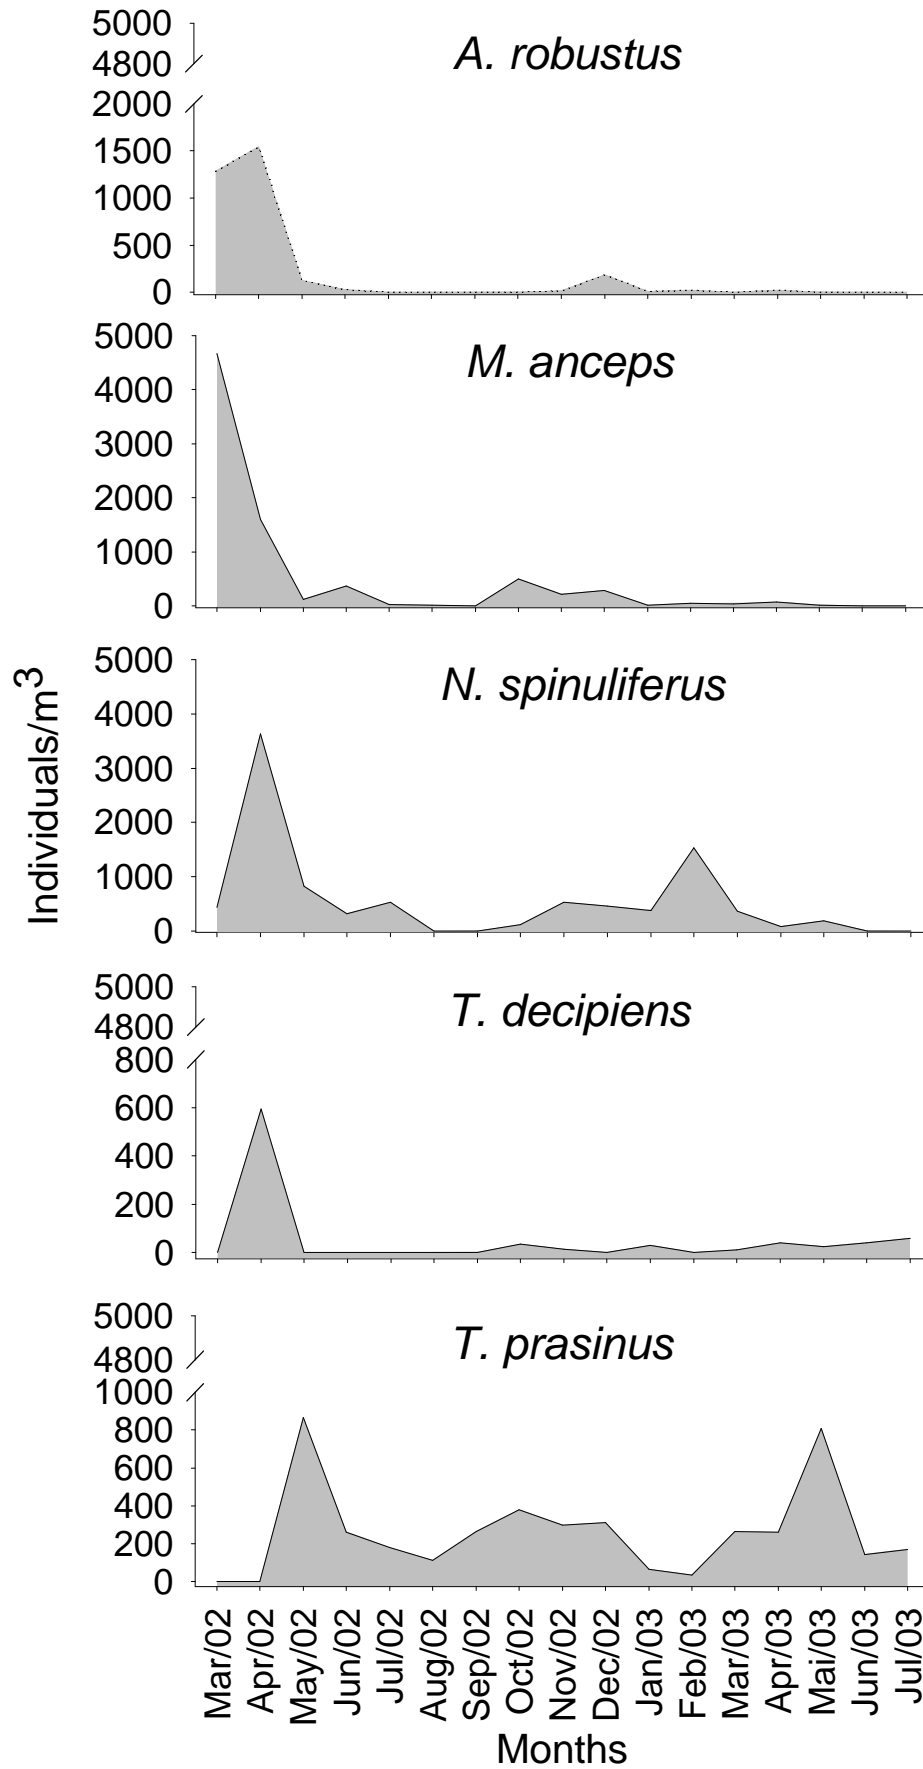 A. robustus
5000
4800
2000
1500
1000
500
0
M. anceps
5000
4000
3000
2000
1000
0
Individuals/m³
N. spinuliferus
5000
4000
3000
2000
1000
0
T. decipiens
5000
4800
800
600
400
200
0
T. prasinus
5000
4800
1000
800
600
400
200
0
Mar/02
Apr/02
May/02
Jun/02
Jul/02
Aug/02
Sep/02
Oct/02
Nov/02
Dec/02
Jan/03
Feb/03
Mar/03
Apr/03
Mai/03
Jun/03
Jul/03
Months